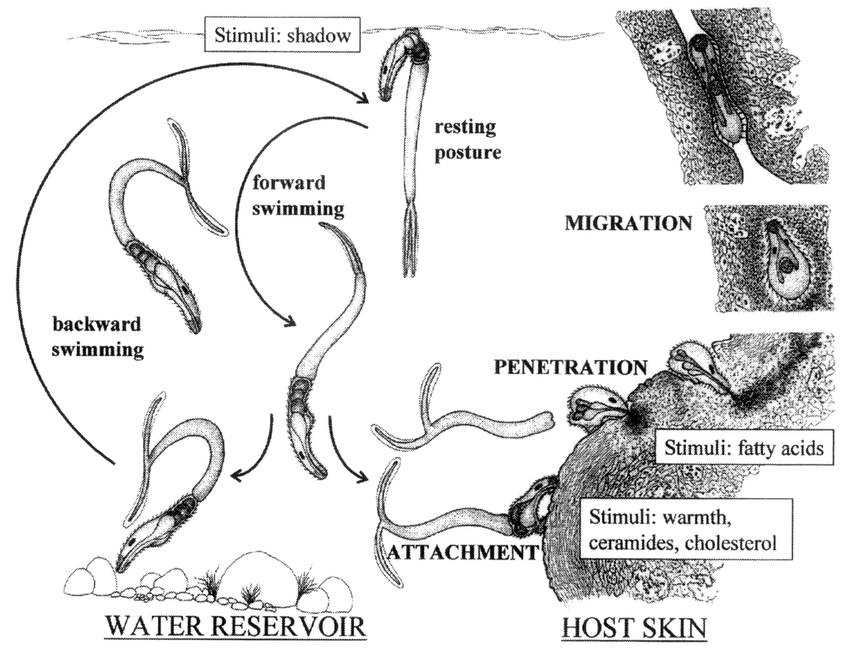 Stimuli: shadow
resting
posture
forward
swimming
MIGRATION
backward
swimming
PENETRATION
Stimuli: fatty acids
Stimuli: warmth,
ceramides, cholesterol
ATTACHMENT
WATER RESERVOIR
HOST SKIN